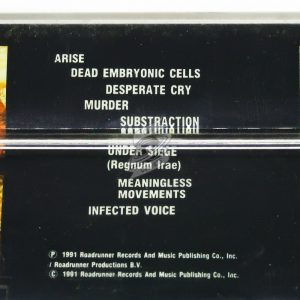 ARISE
DEAD EMBRYONIC CELLS
DESPERATE CRY
MURDER
SUBSTRACTION
UNDER SIEGE
(Regnum Irae)
MEANINGLESS
MOVEMENTS
INFECTED VOICE
Ⓟ 1991 Roadrunner Records And Music Publishing Co., Inc.
/ Roadrunner Productions B.V.
© 1991 Roadrunner Records And Music Publishing Co., Inc.